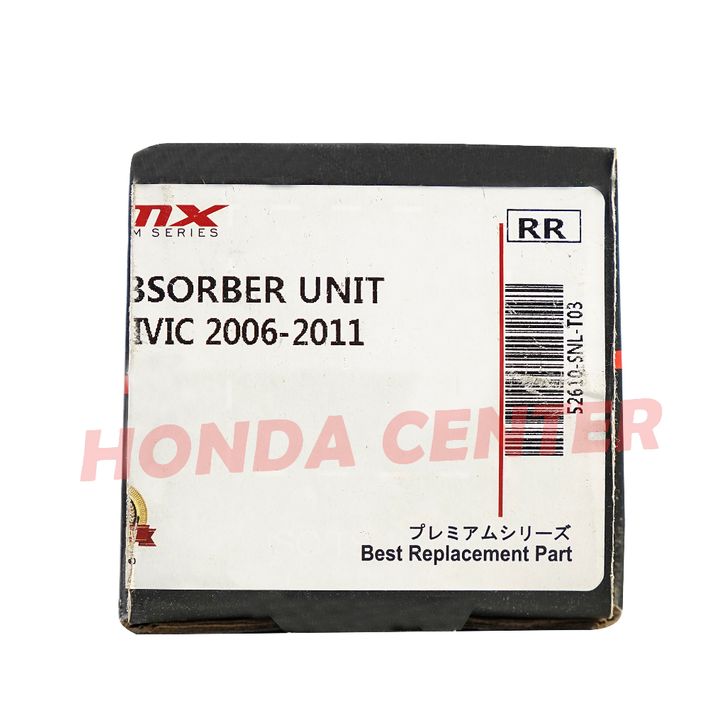 mx
M SERIES
RR
BSORBER UNIT
IVIC 2006-2011
52610-SNL-T03
HONDA CENTER
プレミアムシリーズ
Best Replacement Part